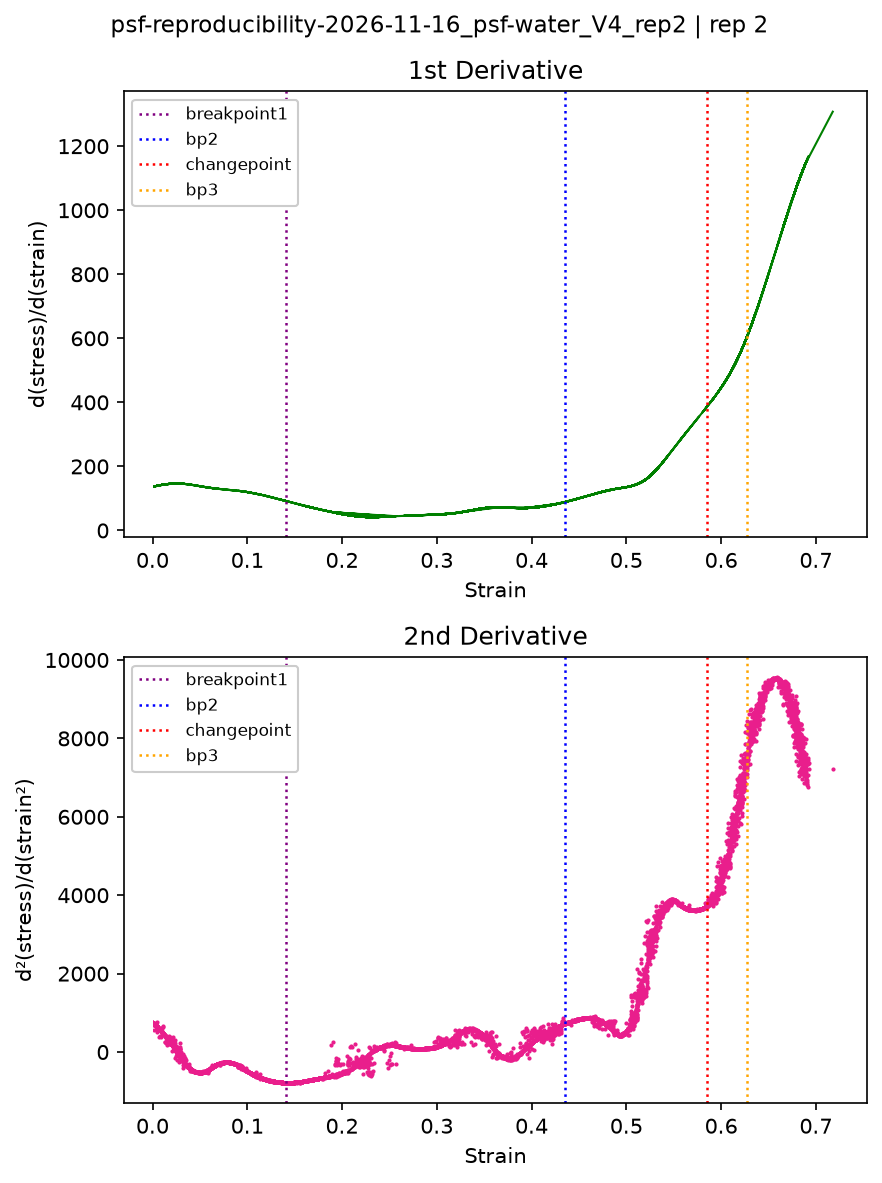 psf-reproducibility-2026-11-16_psf-water_V4_rep2 | rep 2
1st Derivative
breakpoint1
bp2
changepoint
bp3
1200
1000
800
600
400
200
0
d(stress)/d(strain)
0.0 0.1 0.2 0.3 0.4 0.5 0.6 0.7
Strain
2nd Derivative
breakpoint1
bp2
changepoint
bp3
10000
8000
6000
4000
2000
0
d²(stress)/d(strain²)
0.0 0.1 0.2 0.3 0.4 0.5 0.6 0.7
Strain